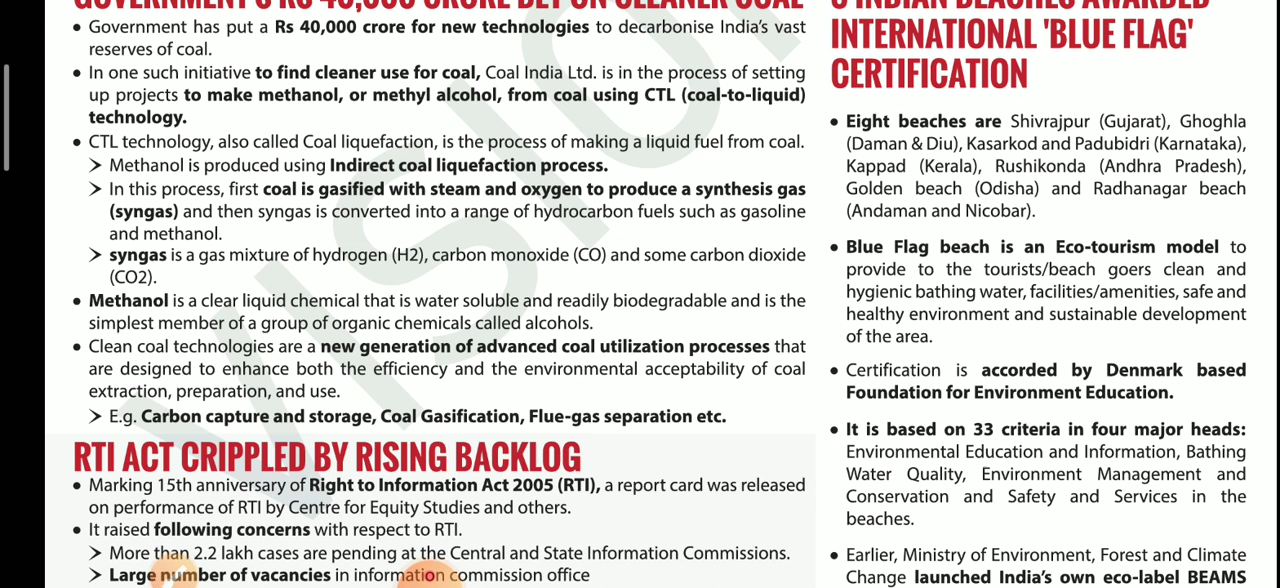 GOVERNMENT'S RS 40,000 CRORE BET ON CLEANER COAL
• Government has put a Rs 40,000 crore for new technologies to decarbonise India's vast
reserves of coal.
• In one such initiative to find cleaner use for coal, Coal India Ltd. is in the process of setting
up projects to make methanol, or methyl alcohol, from coal using CTL (coal-to-liquid)
technology.
• CTL technology, also called Coal liquefaction, is the process of making a liquid fuel from coal.
➢ Methanol is produced using Indirect coal liquefaction process.
➢ In this process, first coal is gasified with steam and oxygen to produce a synthesis gas
(syngas) and then syngas is converted into a range of hydrocarbon fuels such as gasoline
and methanol.
➢ syngas is a gas mixture of hydrogen (H2), carbon monoxide (CO) and some carbon dioxide
(CO2).
• Methanol is a clear liquid chemical that is water soluble and readily biodegradable and is the
simplest member of a group of organic chemicals called alcohols.
• Clean coal technologies are a new generation of advanced coal utilization processes that
are designed to enhance both the efficiency and the environmental acceptability of coal
extraction, preparation, and use.
➢ E.g. Carbon capture and storage, Coal Gasification, Flue-gas separation etc.
RTI ACT CRIPPLED BY RISING BACKLOG
• Marking 15th anniversary of Right to Information Act 2005 (RTI), a report card was released
on performance of RTI by Centre for Equity Studies and others.
• It raised following concerns with respect to RTI.
➢ More than 2.2 lakh cases are pending at the Central and State Information Commissions.
➢ Large number of vacancies in information commission office
8 INDIAN BEACHES AWARDED
INTERNATIONAL 'BLUE FLAG'
CERTIFICATION
• Eight beaches are Shivrajpur (Gujarat), Ghoghla
(Daman & Diu), Kasarkod and Padubidri (Karnataka),
Kappad (Kerala), Rushikonda (Andhra Pradesh),
Golden beach (Odisha) and Radhanagar beach
(Andaman and Nicobar).
• Blue Flag beach is an Eco-tourism model to
provide to the tourists/beach goers clean and
hygienic bathing water, facilities/amenities, safe and
healthy environment and sustainable development
of the area.
• Certification is accorded by Denmark based
Foundation for Environment Education.
• It is based on 33 criteria in four major heads:
Environmental Education and Information, Bathing
Water Quality, Environment Management and
Conservation and Safety and Services in the
beaches.
• Earlier, Ministry of Environment, Forest and Climate
Change launched India's own eco-label BEAMS
VISION